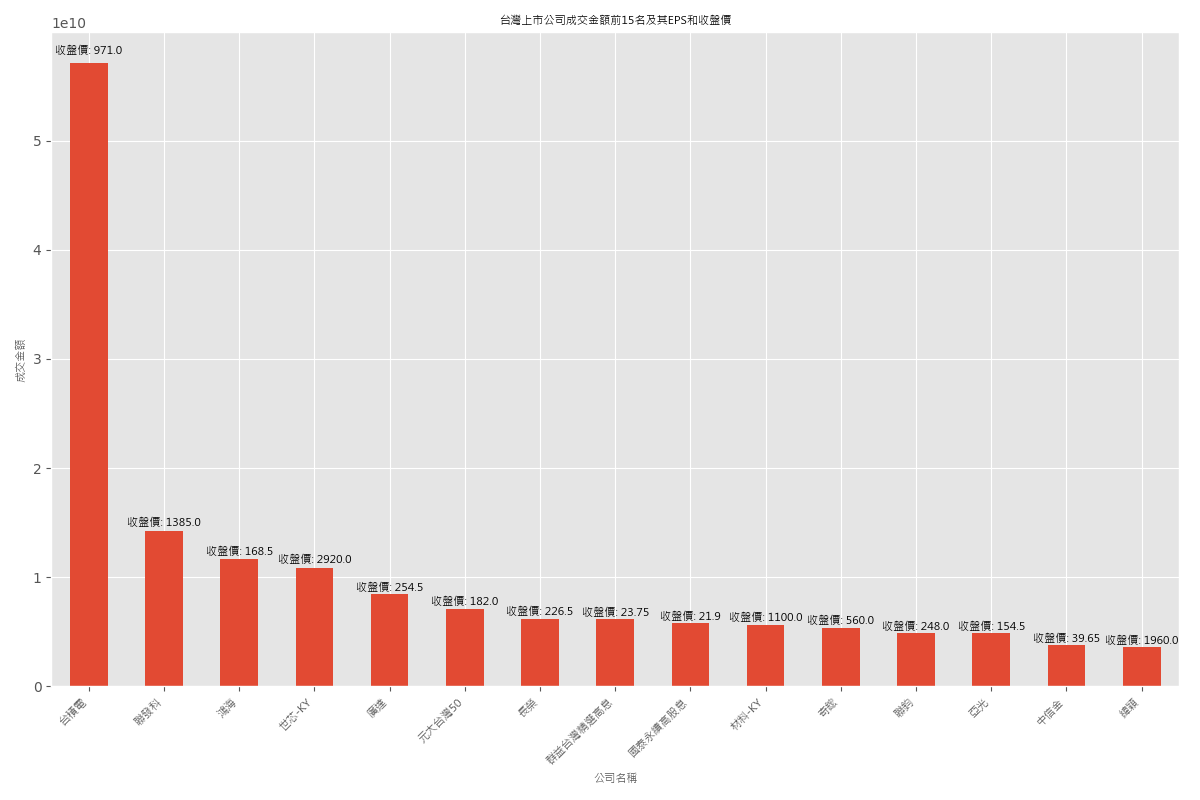 台灣上市公司成交金額前15名及其EPS和收盤價
1e10
收盤價: 971.0
收盤價: 1385.0
收盤價: 168.5
收盤價: 2920.0
收盤價: 254.5
收盤價: 182.0
收盤價: 226.5
收盤價: 23.75
收盤價: 21.9
收盤價: 1100.0
收盤價: 560.0
收盤價: 248.0
收盤價: 154.5
收盤價: 39.65
收盤價: 1960.0
5
4
3
2
1
0
成交金額
台積電
聯發科
鴻海
世芯-KY
廣達
元大台灣50
長榮
群益台灣精選高息
國泰永續高股息
材料-KY
奇鋐
聯鈞
亞光
中信金
緯穎
公司名稱